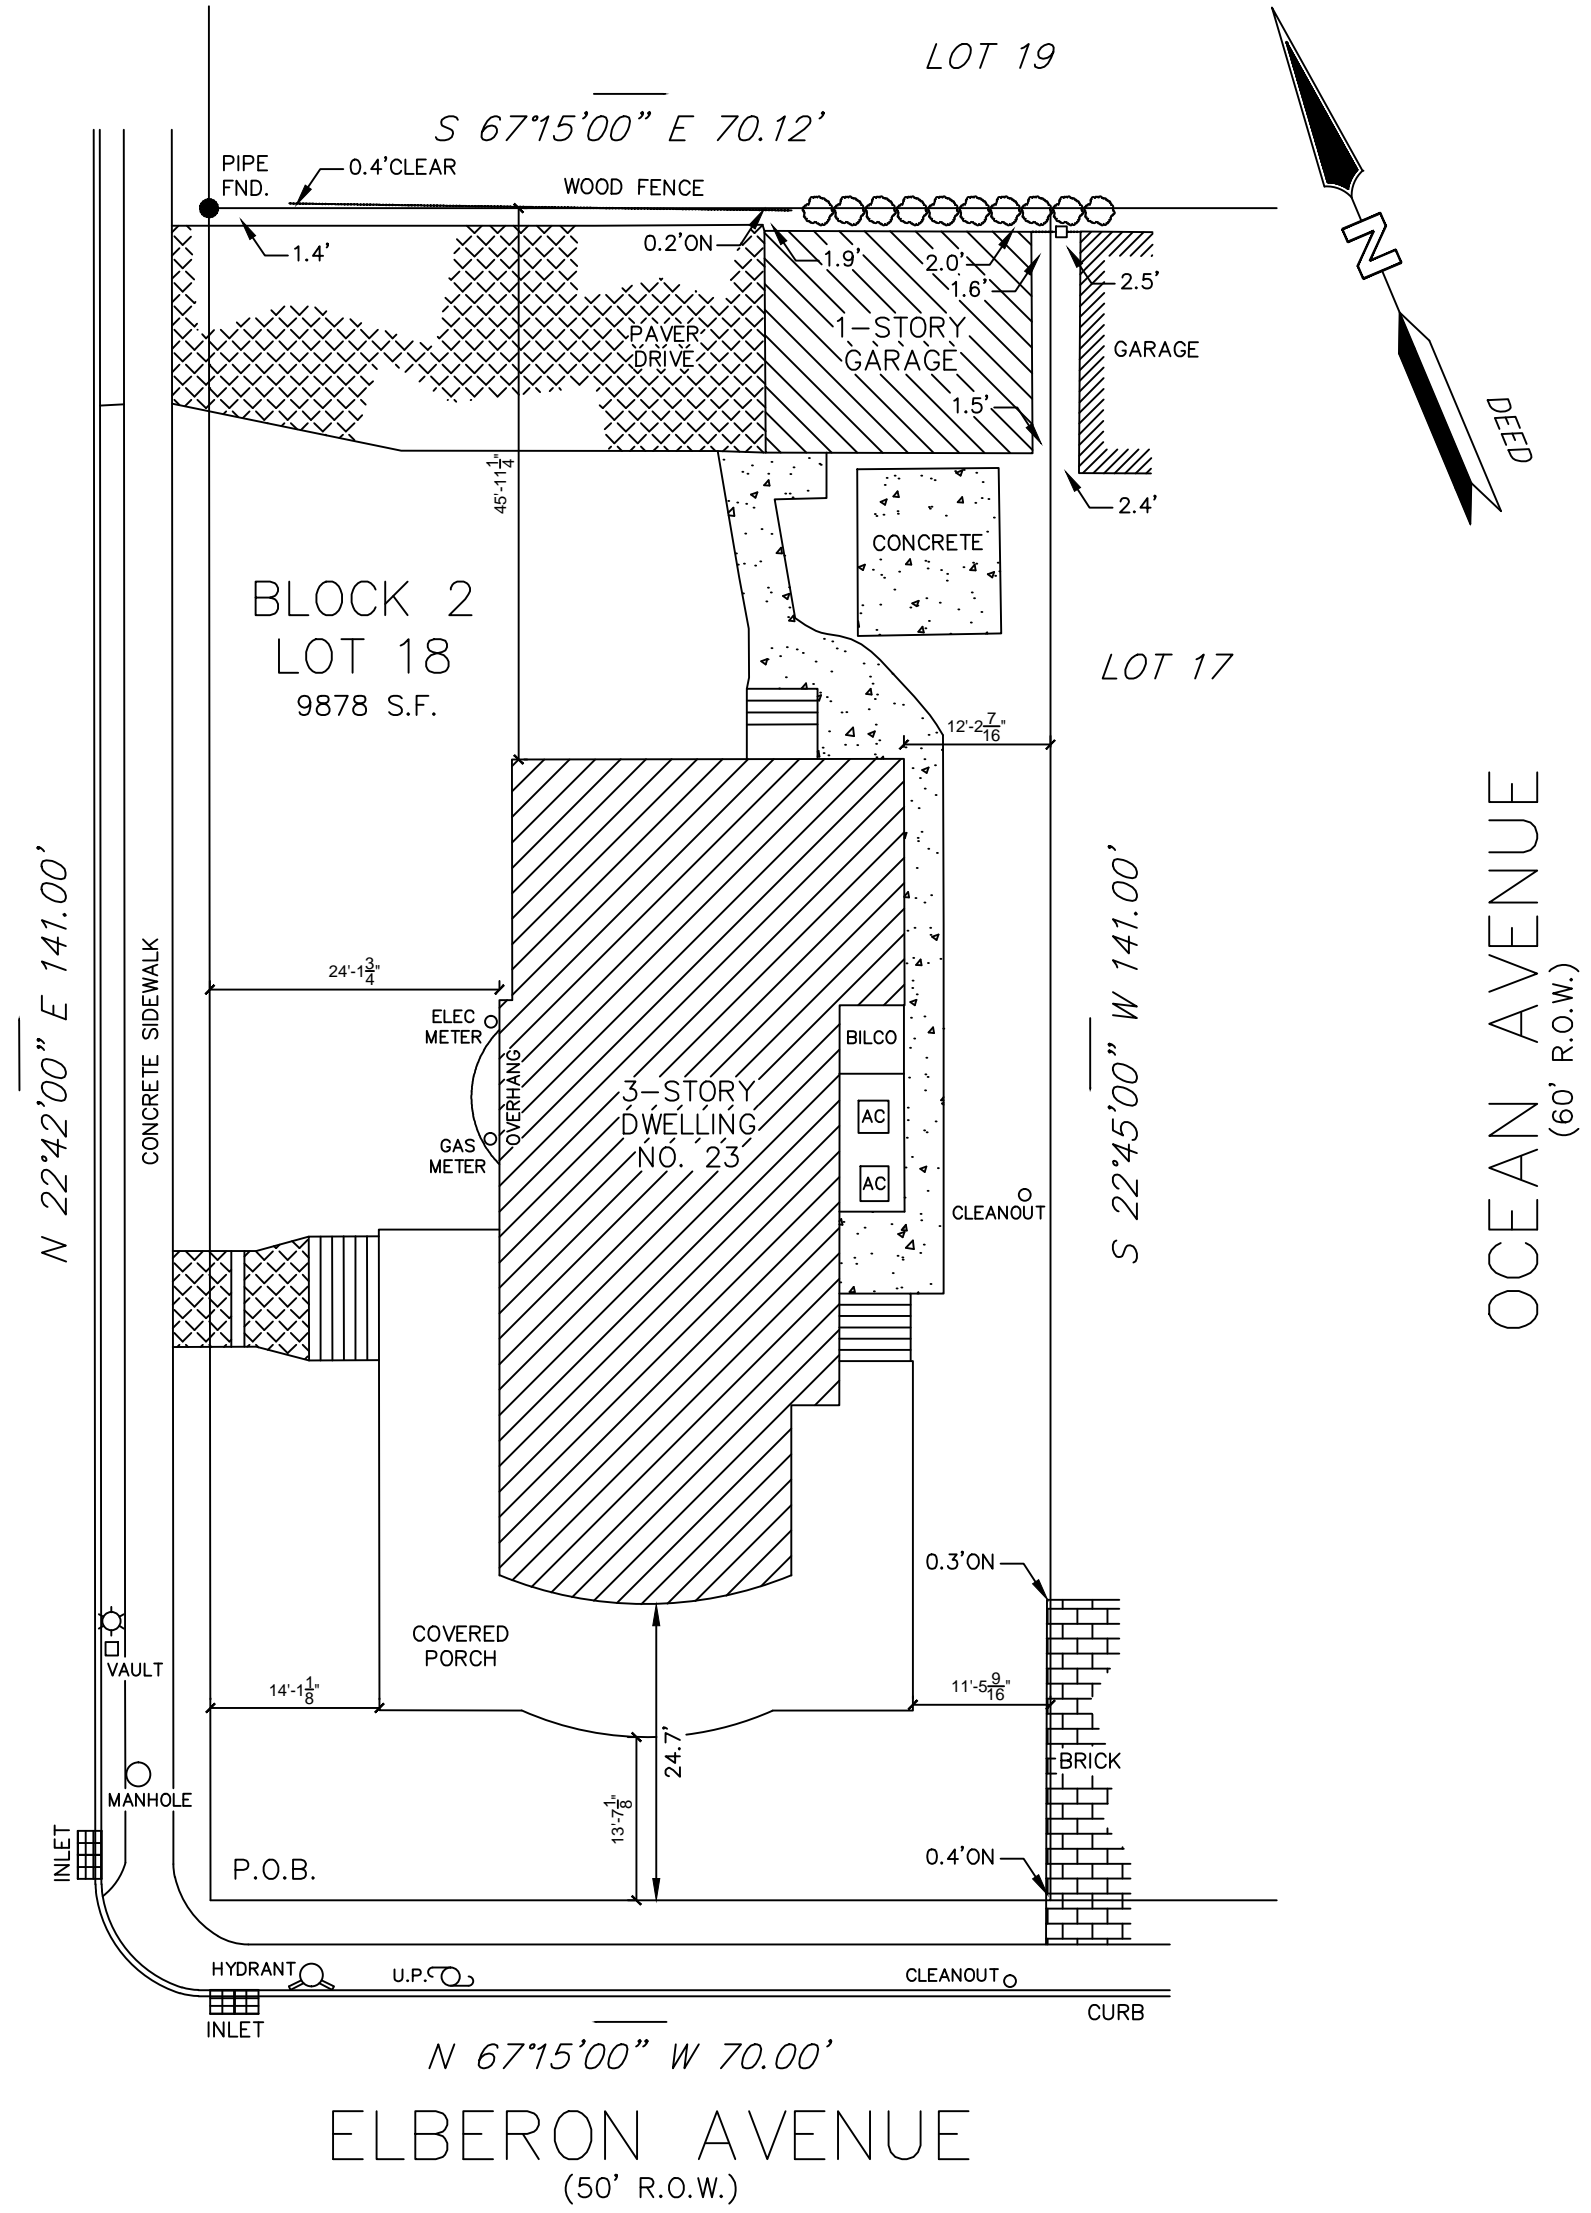 LOT 19
S 67°15'00" E 70.12'
PIPE
FND.
0.4'CLEAR
WOOD FENCE
1.4'
0.2'ON
1.9'
2.0'
1.6'
2.5'
N
PAVER
DRIVE
1-STORY
GARAGE
GARAGE
1.5'
DEED
45'-11 1/4"
2.4'
CONCRETE
BLOCK 2
LOT 18
9878 S.F.
LOT 17
12'-2 7/16"
N 22°42'00" E 141.00'
CONCRETE SIDEWALK
24'-1 3/4"
ELEC
METER
OVERHANG
GAS
METER
3-STORY
DWELLING
NO. 23
BILCO
AC
AC
CLEANOUT
S 22°45'00" W 141.00'
OCEAN AVENUE
(60' R.O.W.)
0.3'ON
COVERED
PORCH
VAULT
14'-1 1/8"
11'-5 9/16"
24.7'
13'-7 1/8"
BRICK
MANHOLE
INLET
P.O.B.
0.4'ON
HYDRANT
U.P.
CLEANOUT
INLET
CURB
N 67°15'00" W 70.00'
ELBERON AVENUE
(50' R.O.W.)